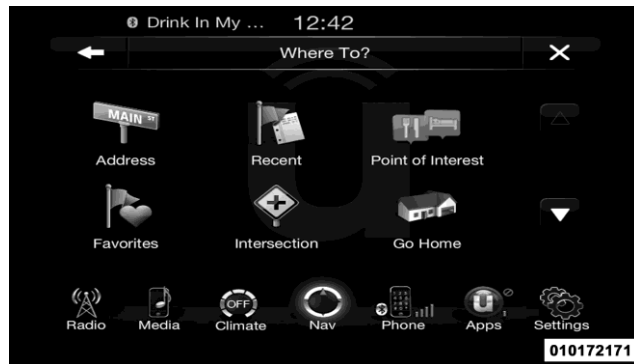 Drink In My ... 12:42
Where To?
MAIN ST
Address Recent Point of Interest
Favorites Intersection Go Home
OFF
Radio Media Climate Nav Phone Apps Settings
010172171